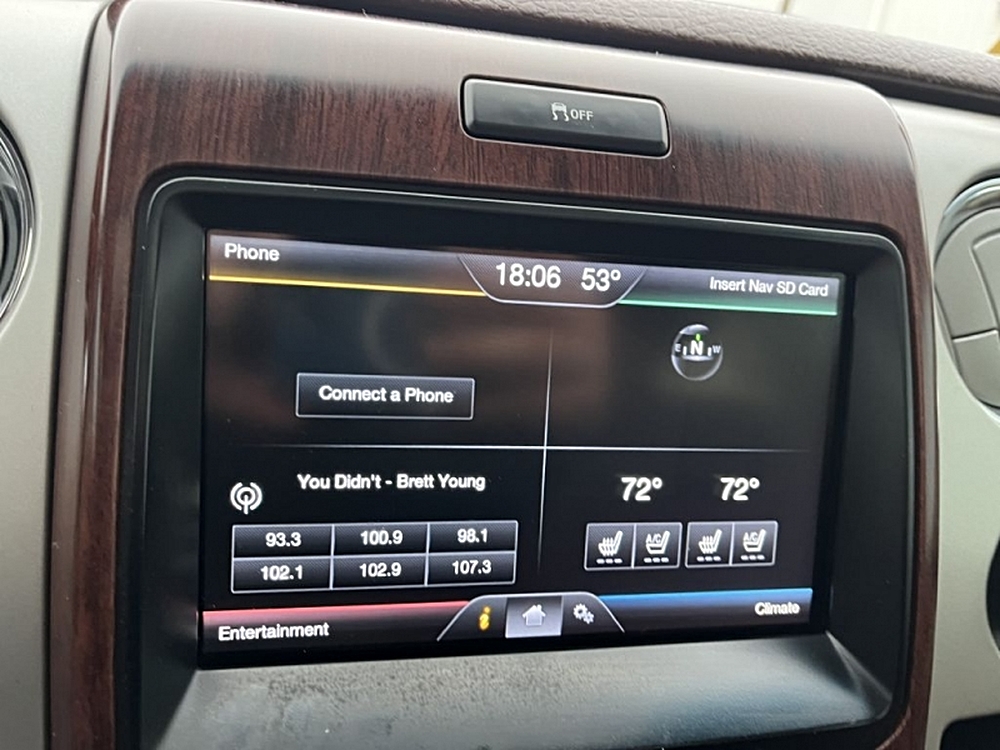 OFF
Phone
18:06 53°
Insert Nav SD Card
E N W
Connect a Phone
You Didn't - Brett Young
93.3 100.9 98.1
102.1 102.9 107.3
72° 72°
A/C A/C
Entertainment
i
Climate